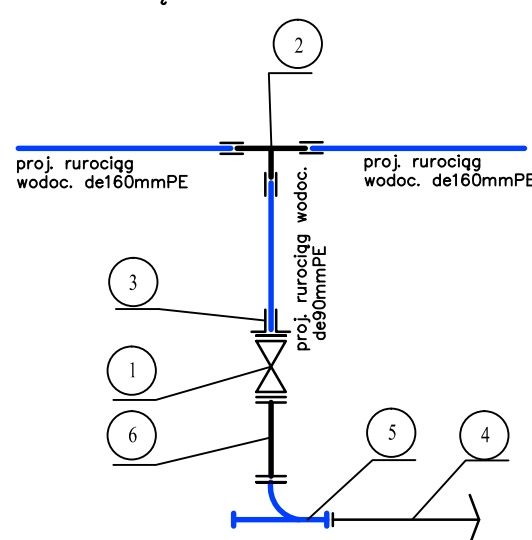 2
proj. rurociąg
wodoc. de160mmPE
proj. rurociąg
wodoc. de160mmPE
proj. rurociąg wodoc.
de90mmPE
3
1
6
5
4